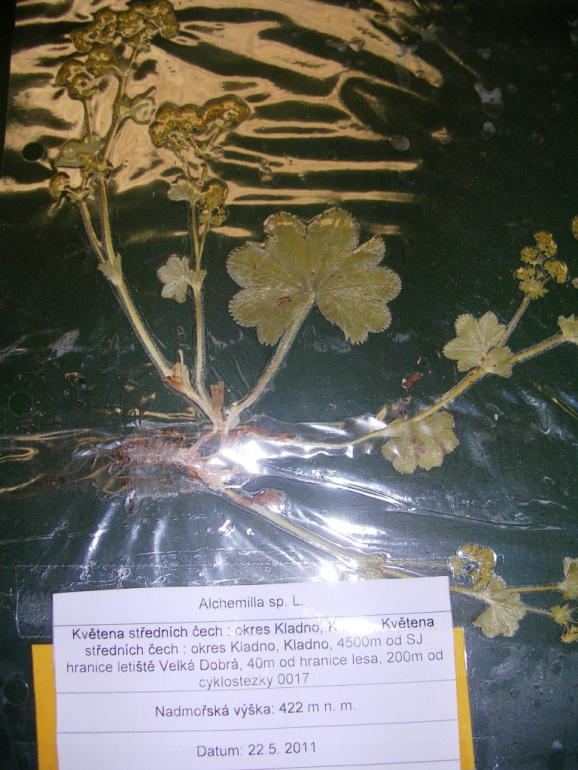 Alchemilla sp. L.
Květena středních čech : okres Kladno, Květena
středních čech : okres Kladno, Kladno, 4500m od SJ
hranice letiště Velká Dobrá, 40m od hranice lesa, 200m od
cyklostezky 0017
Nadmořská výška: 422 m n. m.
Datum: 22.5. 2011